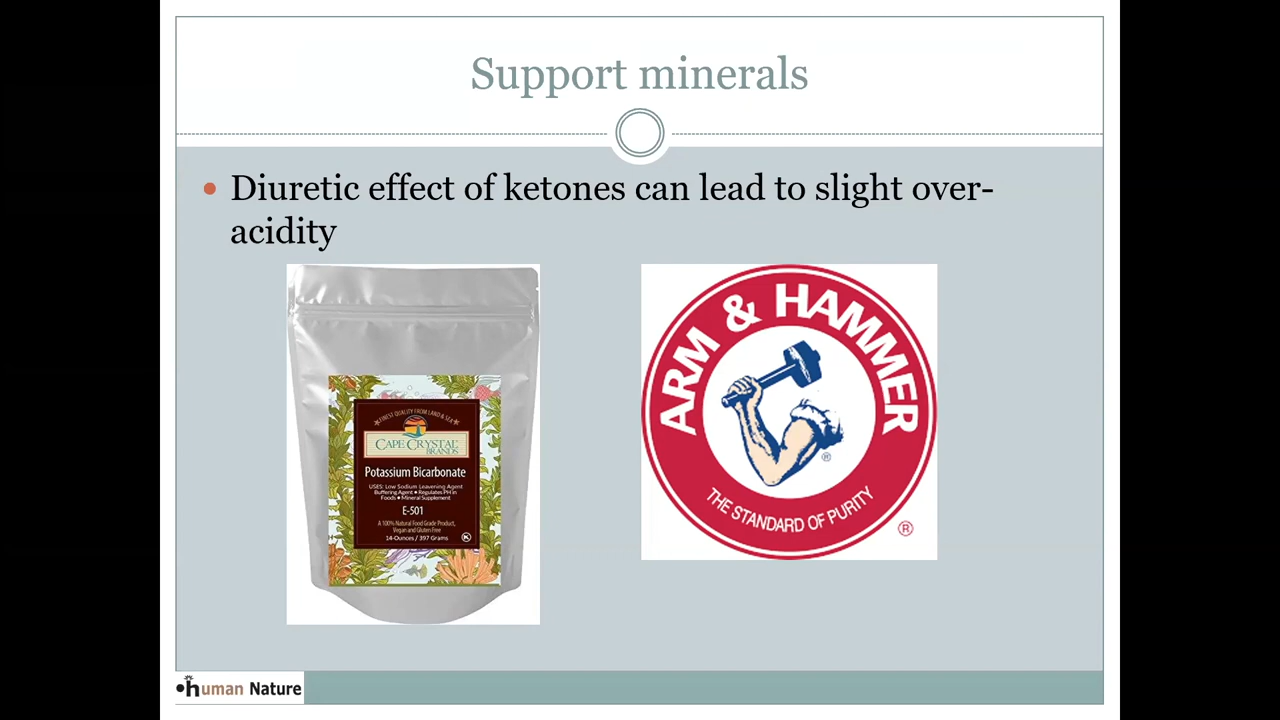 Support minerals
• Diuretic effect of ketones can lead to slight over-
acidity
★ FINEST QUALITY FROM LAND & SEA ★
CAPE CRYSTAL
BRANDS
Potassium Bicarbonate
USES: Low Sodium Leavening Agent
Buffering Agent • Regulates PH in
Foods • Mineral Supplement
E-501
A 100% Natural Food Grade Product,
Vegan and Gluten Free
14-Ounces / 397 Grams
K
ARM & HAMMER
®
THE STANDARD OF PURITY
®
human Nature